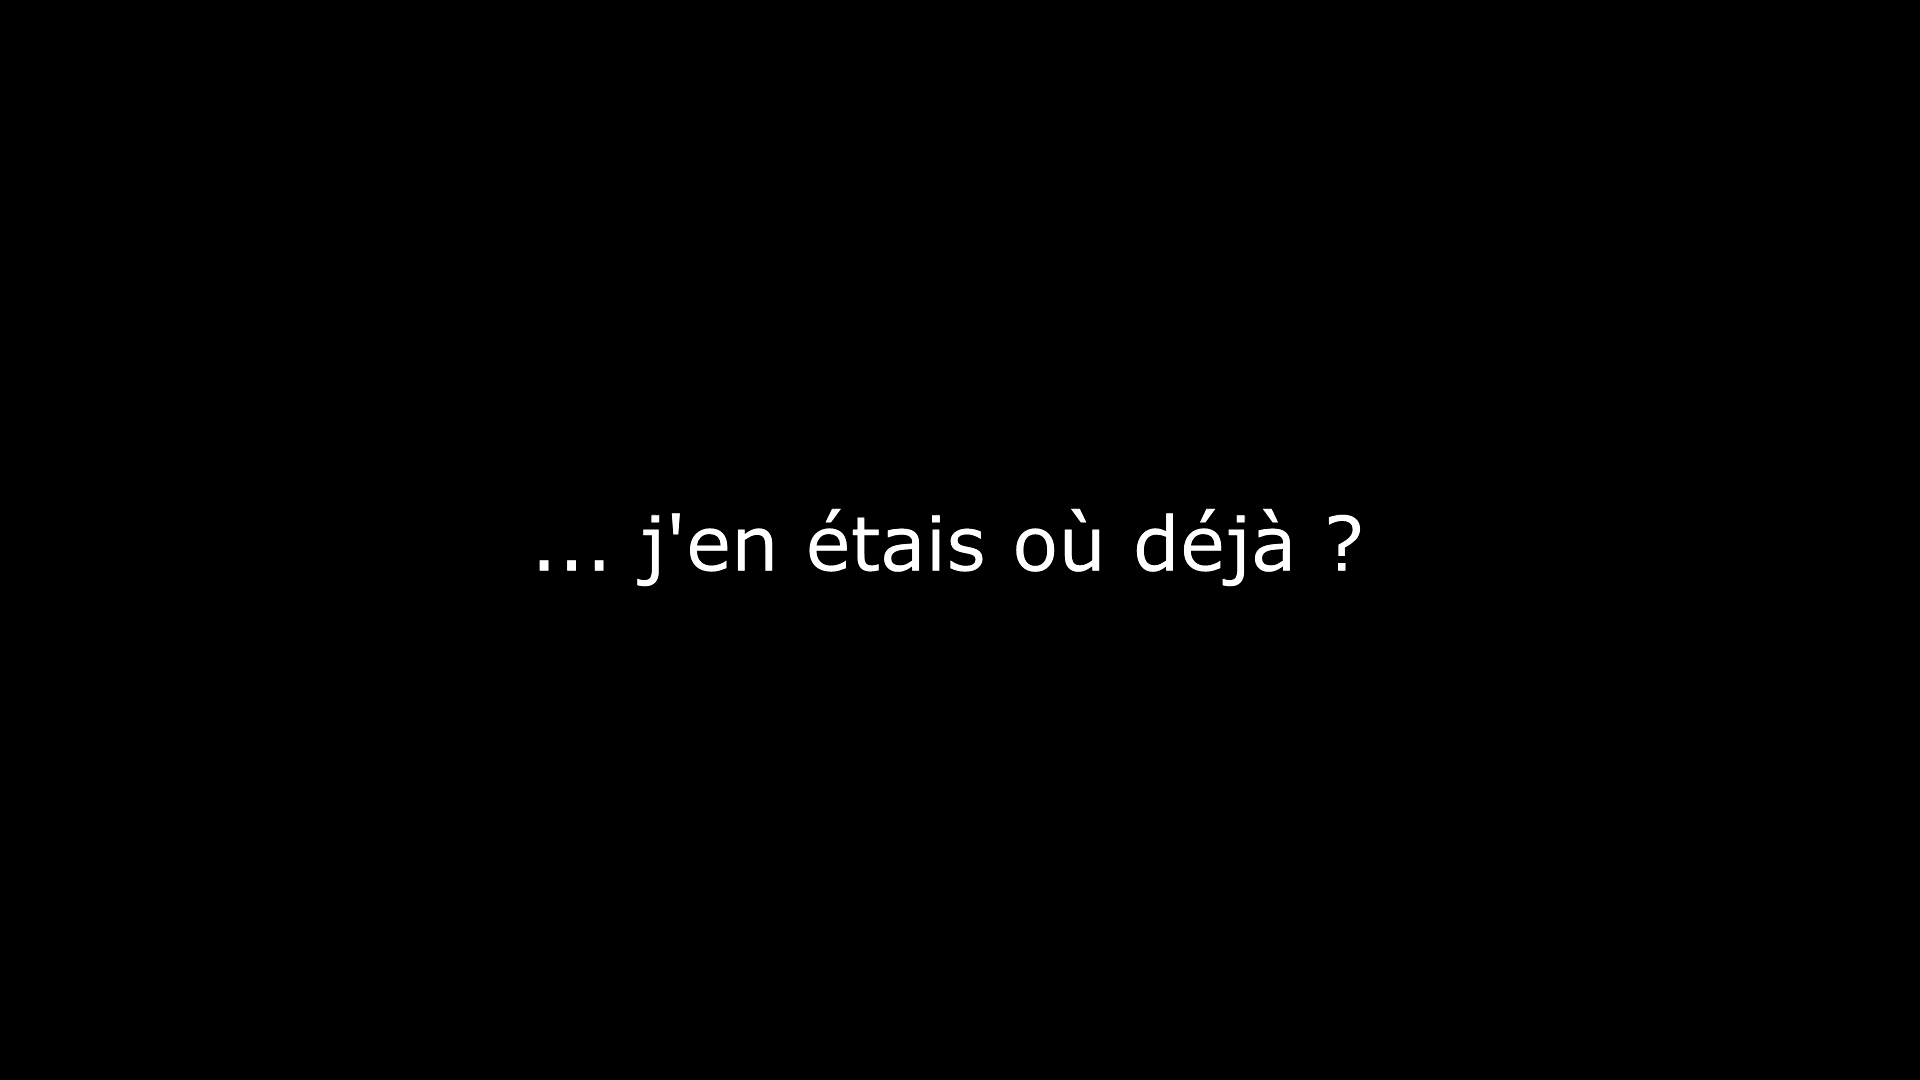 ... j'en étais où déjà ?